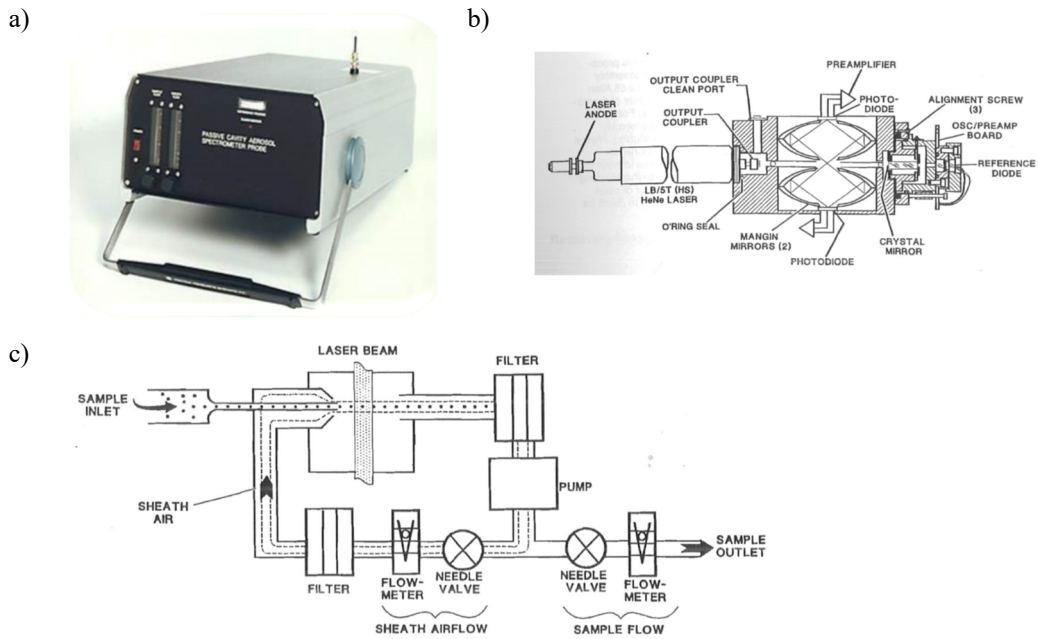 a)
b)
PASSIVE CAVITY AEROSOL
SPECTROMETER PROBE
PREAMPLIFIER
OUTPUT COUPLER
CLEAN PORT
PHOTO-
DIODE
ALIGNMENT SCREW
(3)
LASER
ANODE
OUTPUT
COUPLER
OSC/PREAMP
BOARD
REFERENCE
DIODE
LB/5T (HS)
HeNe LASER
O'RING SEAL
MANGIN
MIRRORS (2)
CRYSTAL
MIRROR
PHOTODIODE
c)
LASER BEAM
FILTER
SAMPLE
INLET
PUMP
SHEATH
AIR
SAMPLE
OUTLET
FILTER
FLOW-
METER
NEEDLE
VALVE
NEEDLE
VALVE
FLOW-
METER
SHEATH AIRFLOW
SAMPLE FLOW